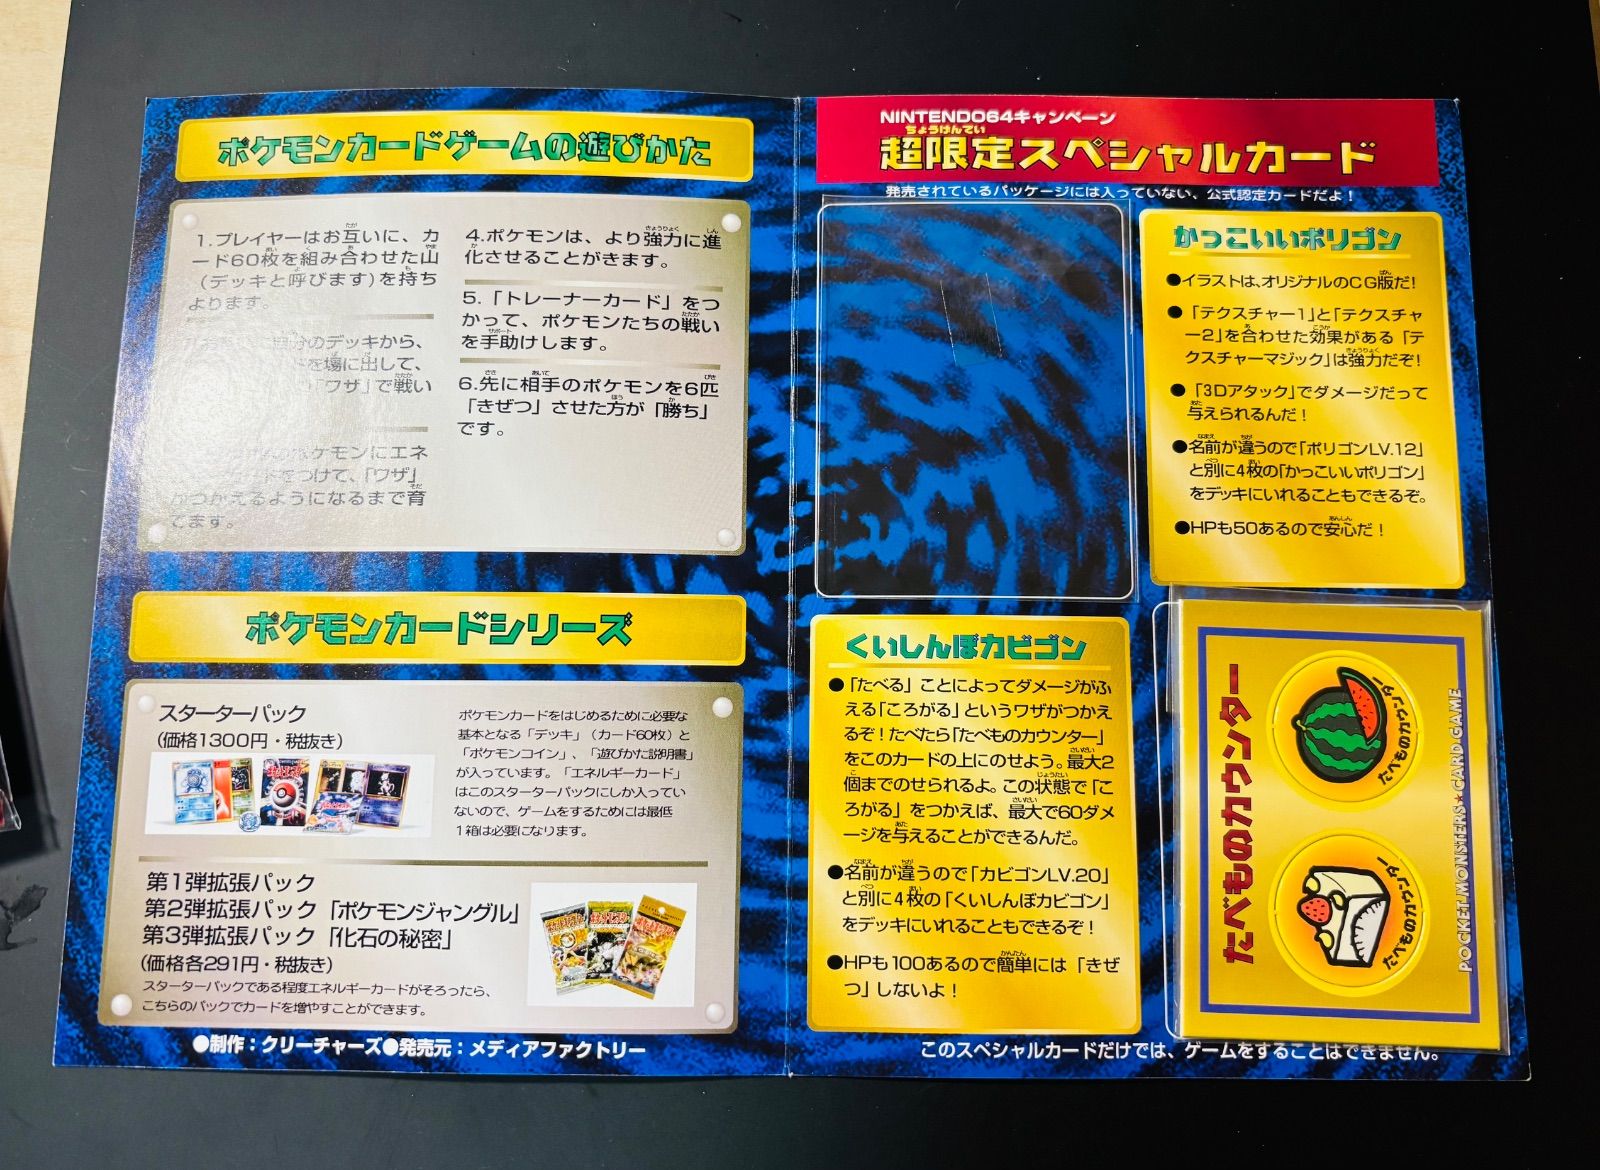 ポケモンカードゲームの遊びかた
1.プレイヤーはお互いに、カ
ード60枚を組み合わせた山
(デッキと呼びます)を持ち
よります。
のデッキから、
を場に出して、
「ワザ」で戦い
ポケモンにエネ
をつけて、「ワザ」
がつかえるようになるまで育
てます。
4.ポケモンは、より強力に進
化させることがきます。
5.「トレーナーカード」をつ
かって、ポケモンたちの戦い
を手助けします。
6.先に相手のポケモンを6匹
「きぜつ」させた方が「勝ち」
です。
ポケモンカードシリーズ
スターターパック
(価格1300円・税抜き)
ポケモンカードをはじめるために必要な
基本となる「デッキ」(カード60枚)と
「ポケモンコイン」、「遊びかた説明書」
が入っています。「エネルギーカード」
はこのスターターパックにしか入ってい
ないので、ゲームをするためには最低
1箱は必要になります。
第1弾拡張パック
第2弾拡張パック「ポケモンジャングル」
第3弾拡張パック「化石の秘密」
(価格各291円・税抜き)
スターターパックである程度エネルギーカードがそろったら、
こちらのパックでカードを増やすことができます。
●制作：クリーチャーズ●発売元：メディアファクトリー
NINTENDO64キャンペーン
超限定スペシャルカード
発売されているパッケージには入っていない、公式認定カードだよ！
かっこいいポリゴン
●イラストは、オリジナルのCG版だ！
●「テクスチャー1」と「テクスチャ
ー2」を合わせた効果がある「テ
クスチャーマジック」は強力だぞ！
●「3Dアタック」でダメージだって
与えられるんだ！
●名前が違うので「ポリゴンLV.12」
と別に4枚の「かっこいいポリゴン」
をデッキにいれることもできるぞ。
●HPも50あるので安心だ！
くいしんぼカビゴン
●「たべる」ことによってダメージがふ
える「ころがる」というワザがつかえ
るぞ！たべたら「たべものカウンター」
をこのカードの上にのせよう。最大2
個までのせられるよ。この状態で「こ
ろがる」をつかえば、最大で60ダメ
ージを与えることができるんだ。
●名前が違うので「カビゴンLV.20」
と別に4枚の「くいしんぼカビゴン」
をデッキにいれることもできるぞ！
●HPも100あるので簡単には「きぜ
つ」しないよ！
たべものカウンター
たべものカウンター
たべものカウンター
POCKET MONSTERS★CARD GAME
このスペシャルカードだけでは、ゲームをすることはできません。